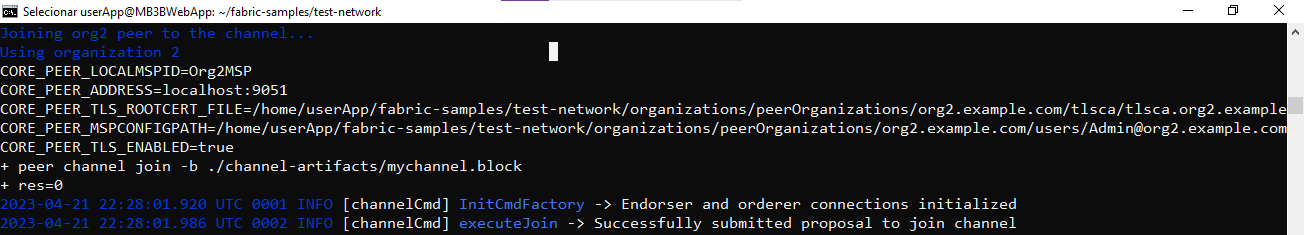 Selecionar userApp@MB3BWebApp: ~/fabric-samples/test-network
Joining org2 peer to the channel...
Using organization 2
CORE_PEER_LOCALMSPID=Org2MSP
CORE_PEER_ADDRESS=localhost:9051
CORE_PEER_TLS_ROOTCERT_FILE=/home/userApp/fabric-samples/test-network/organizations/peerOrganizations/org2.example.com/tlsca/tlsca.org2.example
CORE_PEER_MSPCONFIGPATH=/home/userApp/fabric-samples/test-network/organizations/peerOrganizations/org2.example.com/users/Admin@org2.example.com
CORE_PEER_TLS_ENABLED=true
+ peer channel join -b ./channel-artifacts/mychannel.block
+ res=0
2023-04-21 22:28:01.920 UTC 0001 INFO [channelCmd] InitCmdFactory -> Endorser and orderer connections initialized
2023-04-21 22:28:01.986 UTC 0002 INFO [channelCmd] executeJoin -> Successfully submitted proposal to join channel